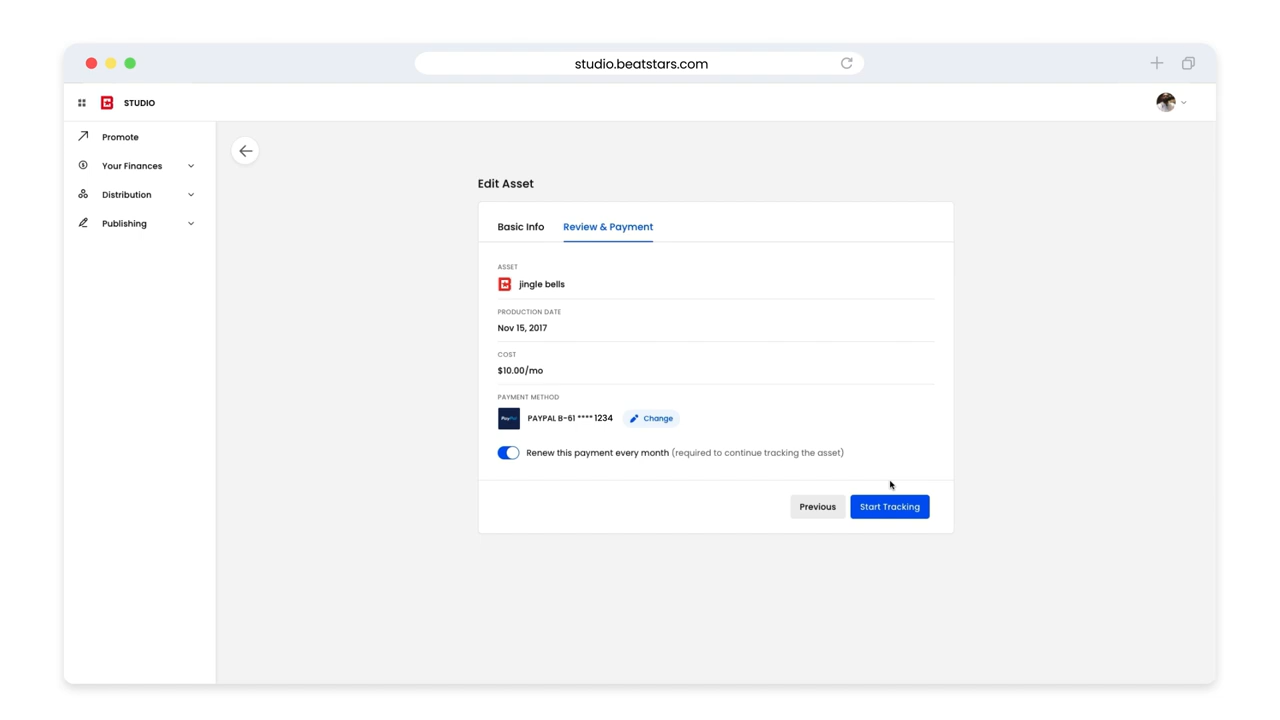 studio.beatstars.com
STUDIO
Promote
Your Finances
Distribution
Publishing
Edit Asset
Basic Info
Review & Payment
ASSET
jingle bells
PRODUCTION DATE
Nov 15, 2017
COST
$10.00/mo
PAYMENT METHOD
PayPal
PAYPAL B-61 **** 1234
Change
Renew this payment every month (required to continue tracking the asset)
Previous
Start Tracking